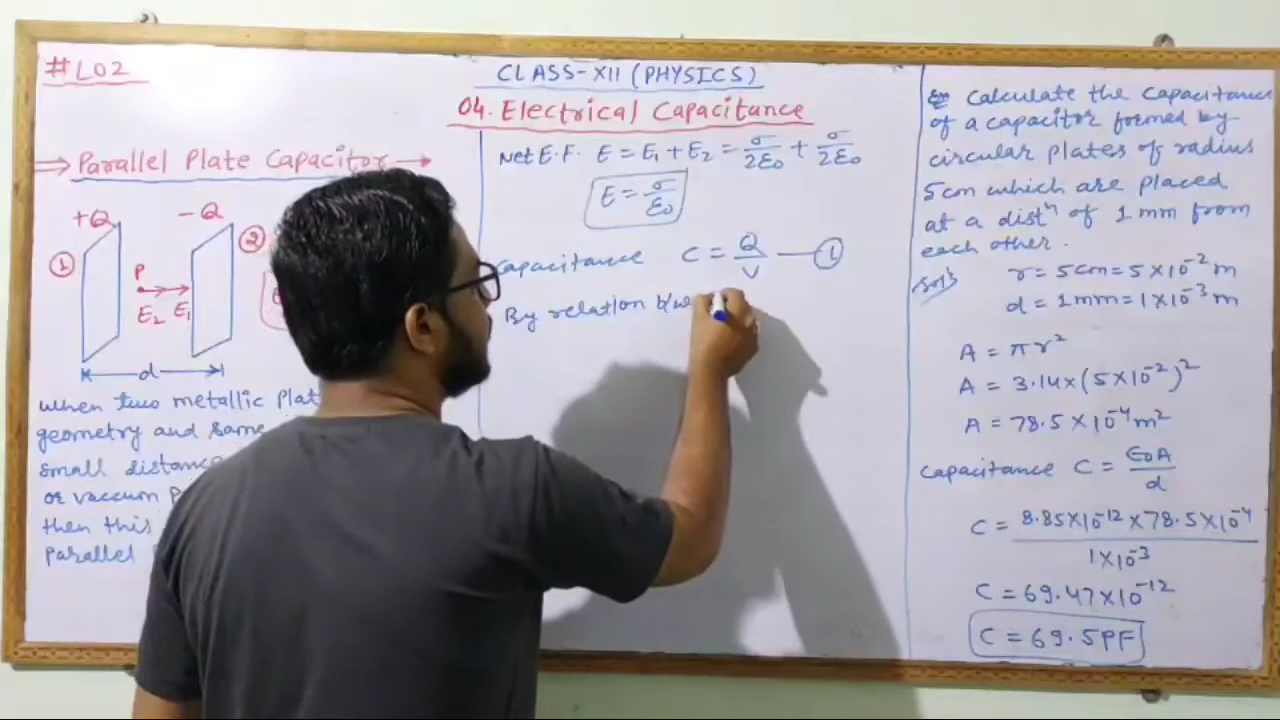 #L02
CLASS-XII (PHYSICS)
04. Electrical Capacitance
⇒ Parallel Plate Capacitor →
+Q
-Q
①
②
P
E₂ E₁
d
when two metallic
geometry and same
small distance
or vaccum
then this
Parallel
Net E.F. E = E₁ + E₂ = σ/2ε₀ + σ/2ε₀
E = σ/ε₀
Capacitance C = Q/V —①
By relation b/w
Ex Calculate the Capacitance
of a capacitor formed by
circular plates of radius
5cm which are placed
at a distⁿ of 1mm from
each other.
Solⁿ
r = 5cm = 5×10⁻² m
d = 1mm = 1×10⁻³ m
A = πr²
A = 3.14×(5×10⁻²)²
A = 78.5×10⁻⁴ m²
Capacitance C = ε₀A/d
C = 8.85×10⁻¹²×78.5×10⁻⁴/1×10⁻³
C = 69.47×10⁻¹²
C = 69.5PF